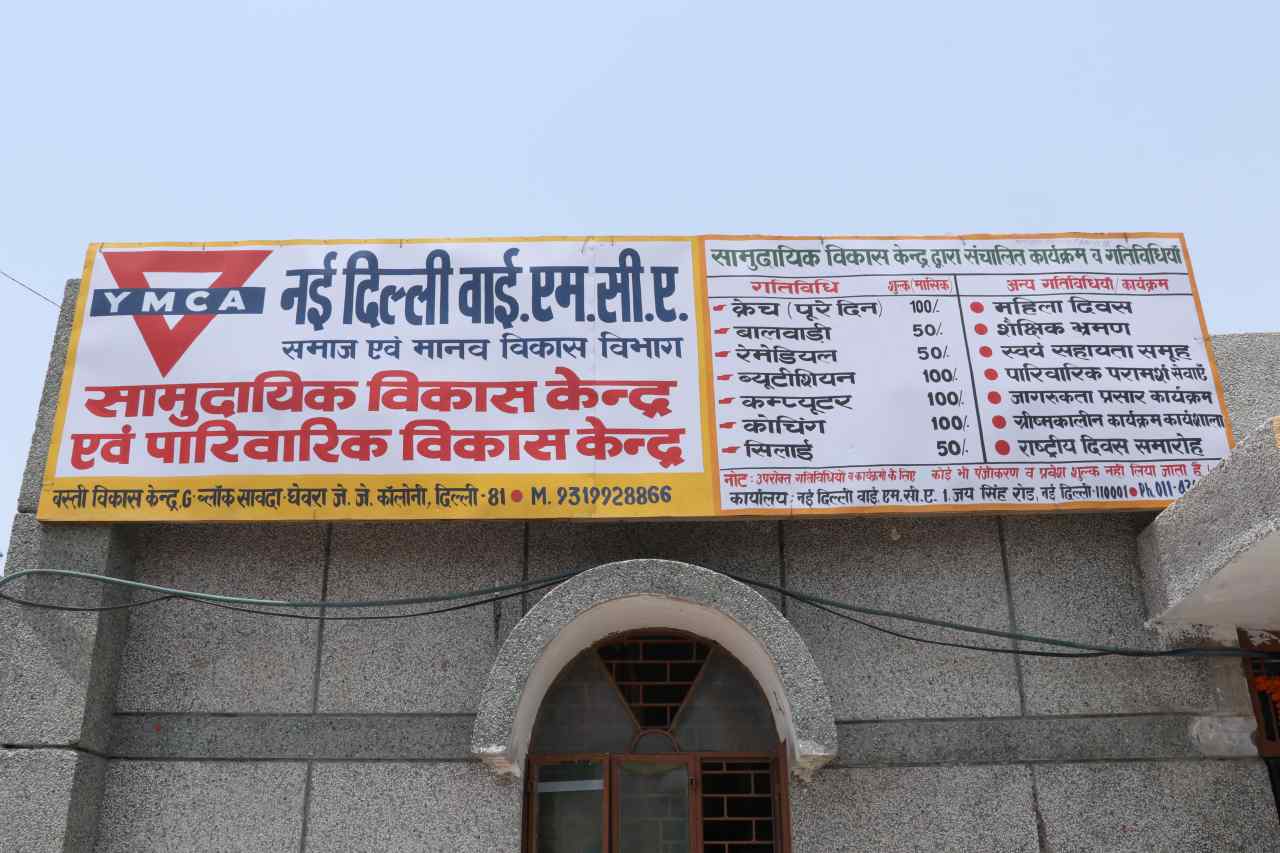 YMCA
नई दिल्ली वाई.एम.सी.ए.
समाज एवं मानव विकास विभाग
सामुदायिक विकास केन्द्र
एवं पारिवारिक विकास केन्द्र
बस्ती विकास केन्द्र, G-ब्लॉक सावदा-घेवरा जे. जे. कॉलोनी, दिल्ली-81 ● M. 9319928866
सामुदायिक विकास केन्द्र द्वारा संचालित कार्यक्रम व गतिविधियाँ
गतिविधि शुल्क/मासिक
क्रेच (पूरे दिन) 100/-
बालवाड़ी 50/-
रेमेडियल 50/-
ब्यूटीशियन 100/-
कम्प्यूटर 100/-
कोचिंग 100/-
सिलाई 50/-
अन्य गतिविधियाँ/कार्यक्रम
● महिला दिवस
● शैक्षिक भ्रमण
● स्वयं सहायता समूह
● पारिवारिक परामर्श सेवाएँ
● जागरूकता प्रसार कार्यक्रम
● ग्रीष्मकालीन कार्यक्रम कार्यशाला
● राष्ट्रीय दिवस समारोह
नोट : उपरोक्त गतिविधियों व कार्यक्रमों के लिए कोई भी पंजीकरण व प्रवेश शुल्क नहीं लिया जाता है
कार्यालय : नई दिल्ली वाई.एम.सी.ए. 1, जय सिंह रोड, नई दिल्ली-110001 ● Ph. 011-43